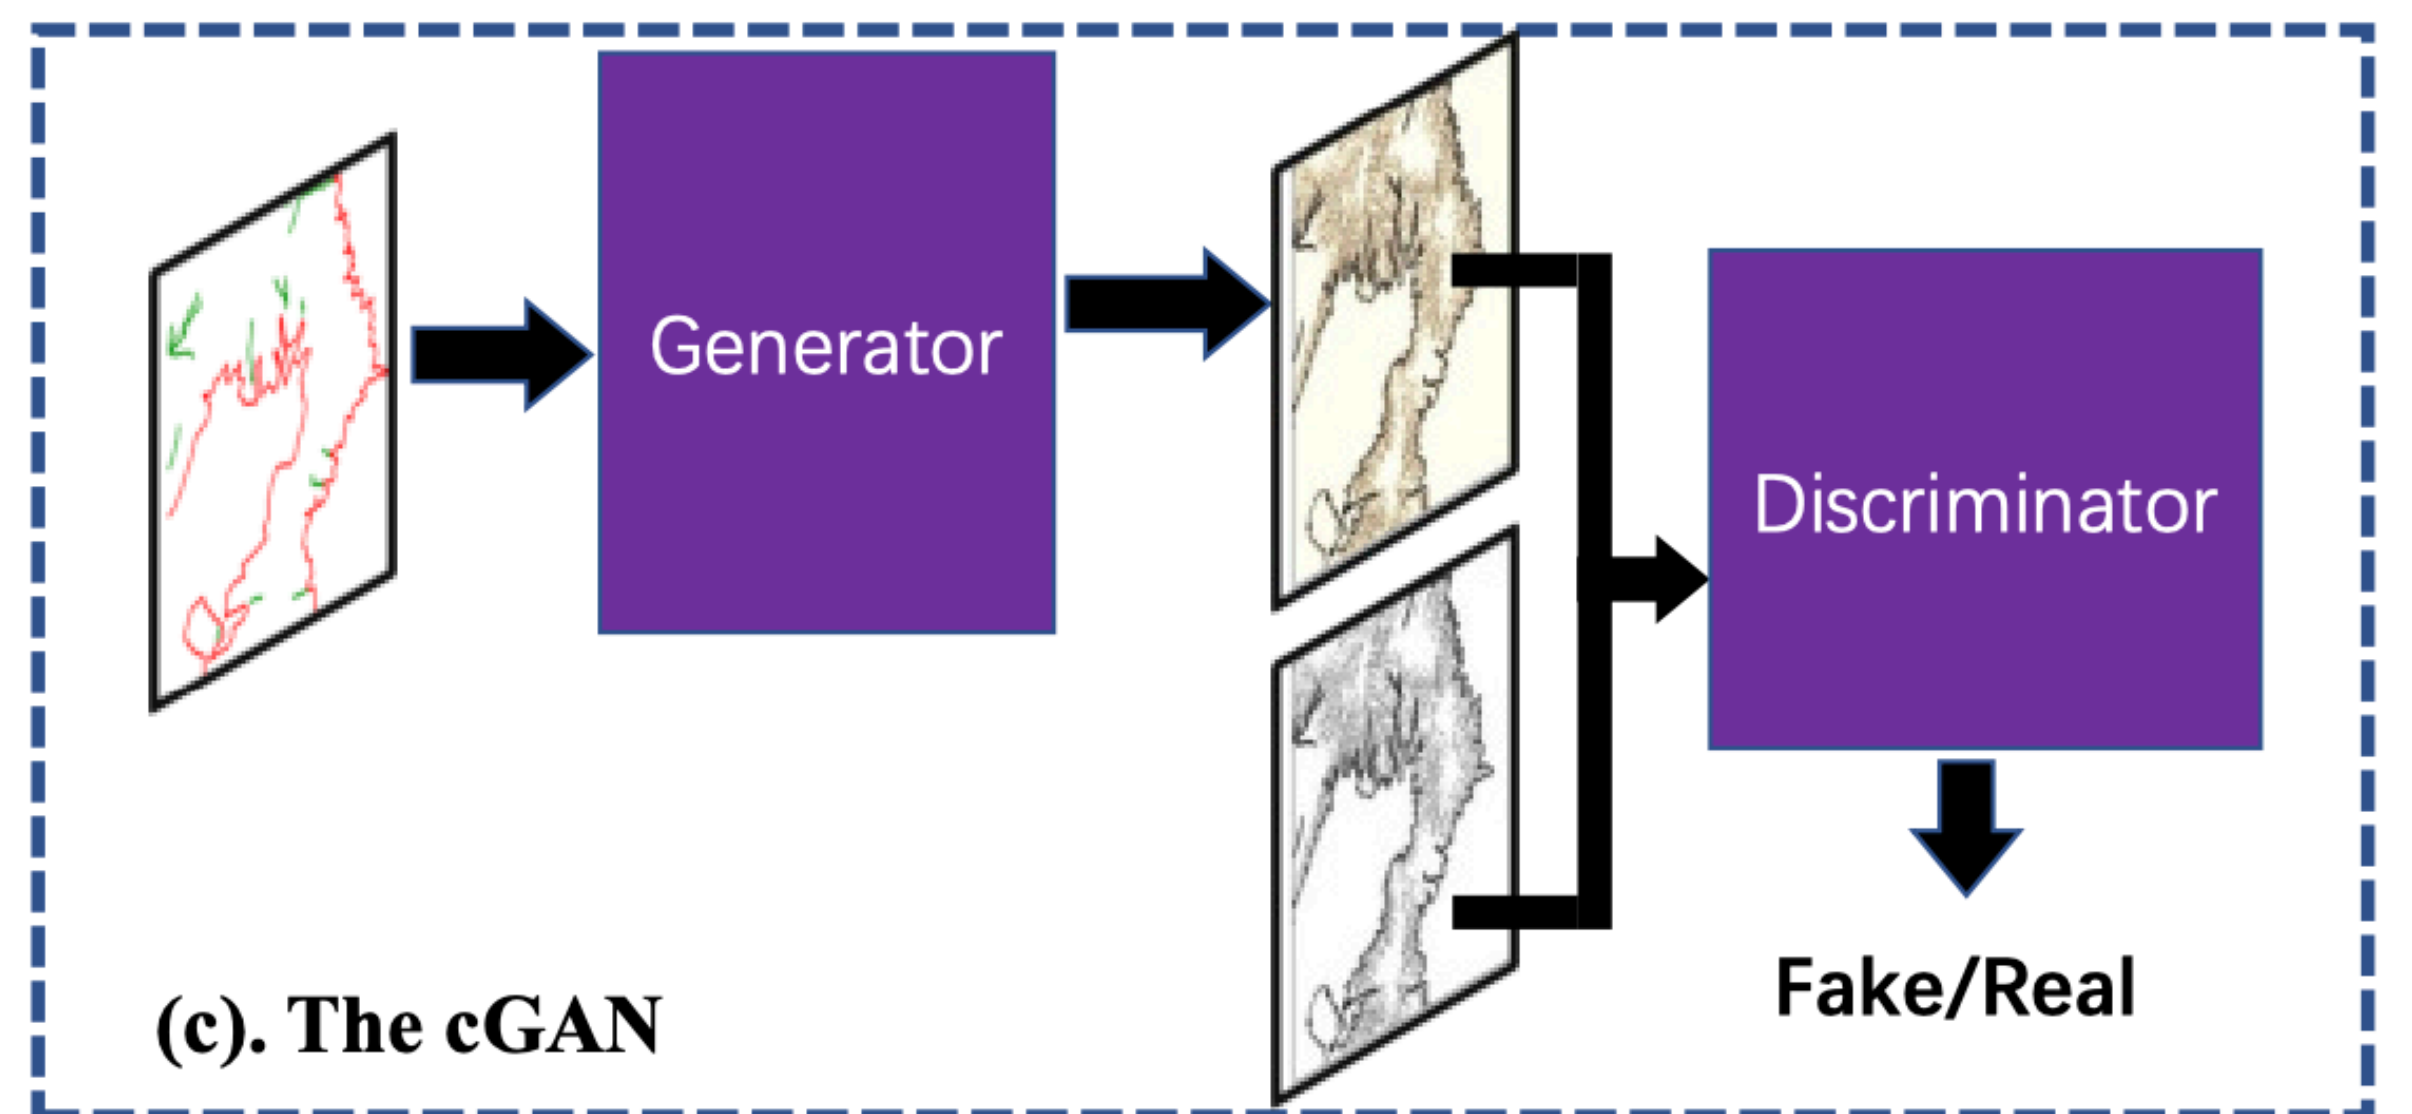 Generator
Discriminator
Fake/Real
(c). The cGAN